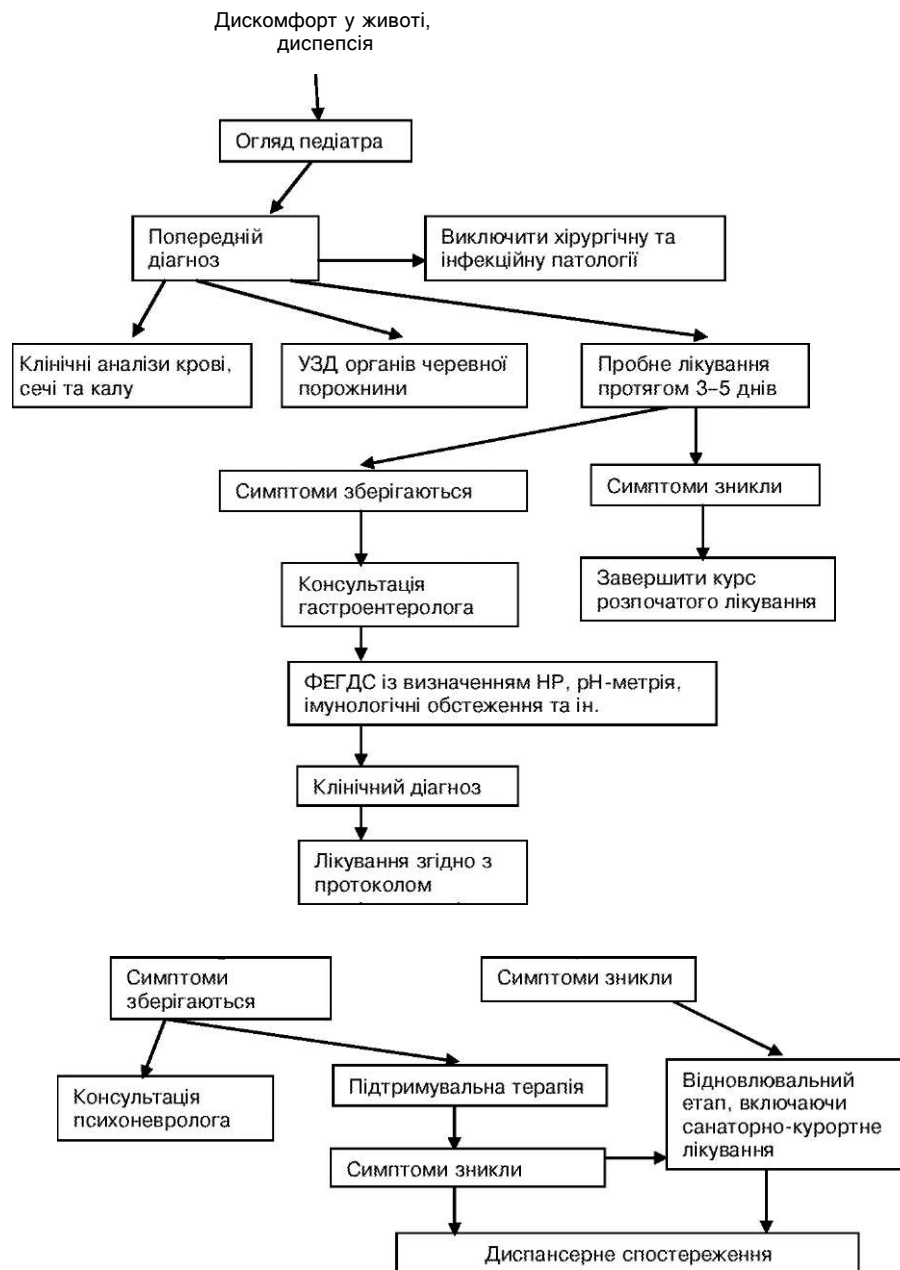 Дискомфорт у животі,
диспепсія
Огляд педіатра
Попередній
діагноз
Виключити хірургічну та
інфекційну патології
Клінічні аналізи крові,
сечі та калу
УЗД органів черевної
порожнини
Пробне лікування
протягом 3–5 днів
Симптоми зберігаються
Симптоми зникли
Консультація
гастроентеролога
Завершити курс
розпочатого лікування
ФЕГДС із визначенням НР, рН-метрія,
імунологічні обстеження та ін.
Клінічний діагноз
Лікування згідно з
протоколом
Симптоми
зберігаються
Симптоми зникли
Консультація
психоневролога
Підтримувальна терапія
Відновлювальний
етап, включаючи
санаторно-курортне
лікування
Симптоми зникли
Диспансерне спостереження